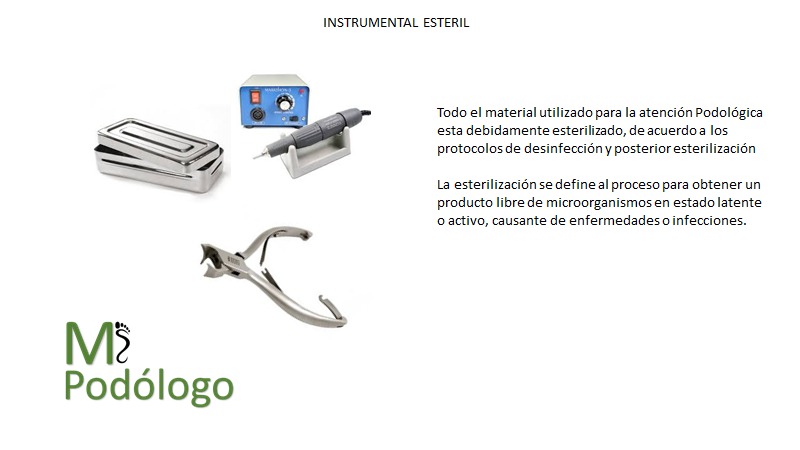 INSTRUMENTAL ESTERIL
Todo el material utilizado para la atención Podológica
esta debidamente esterilizado, de acuerdo a los
protocolos de desinfección y posterior esterilización
La esterilización se define al proceso para obtener un
producto libre de microorganismos en estado latente
o activo, causante de enfermedades o infecciones.
Mi
Podólogo